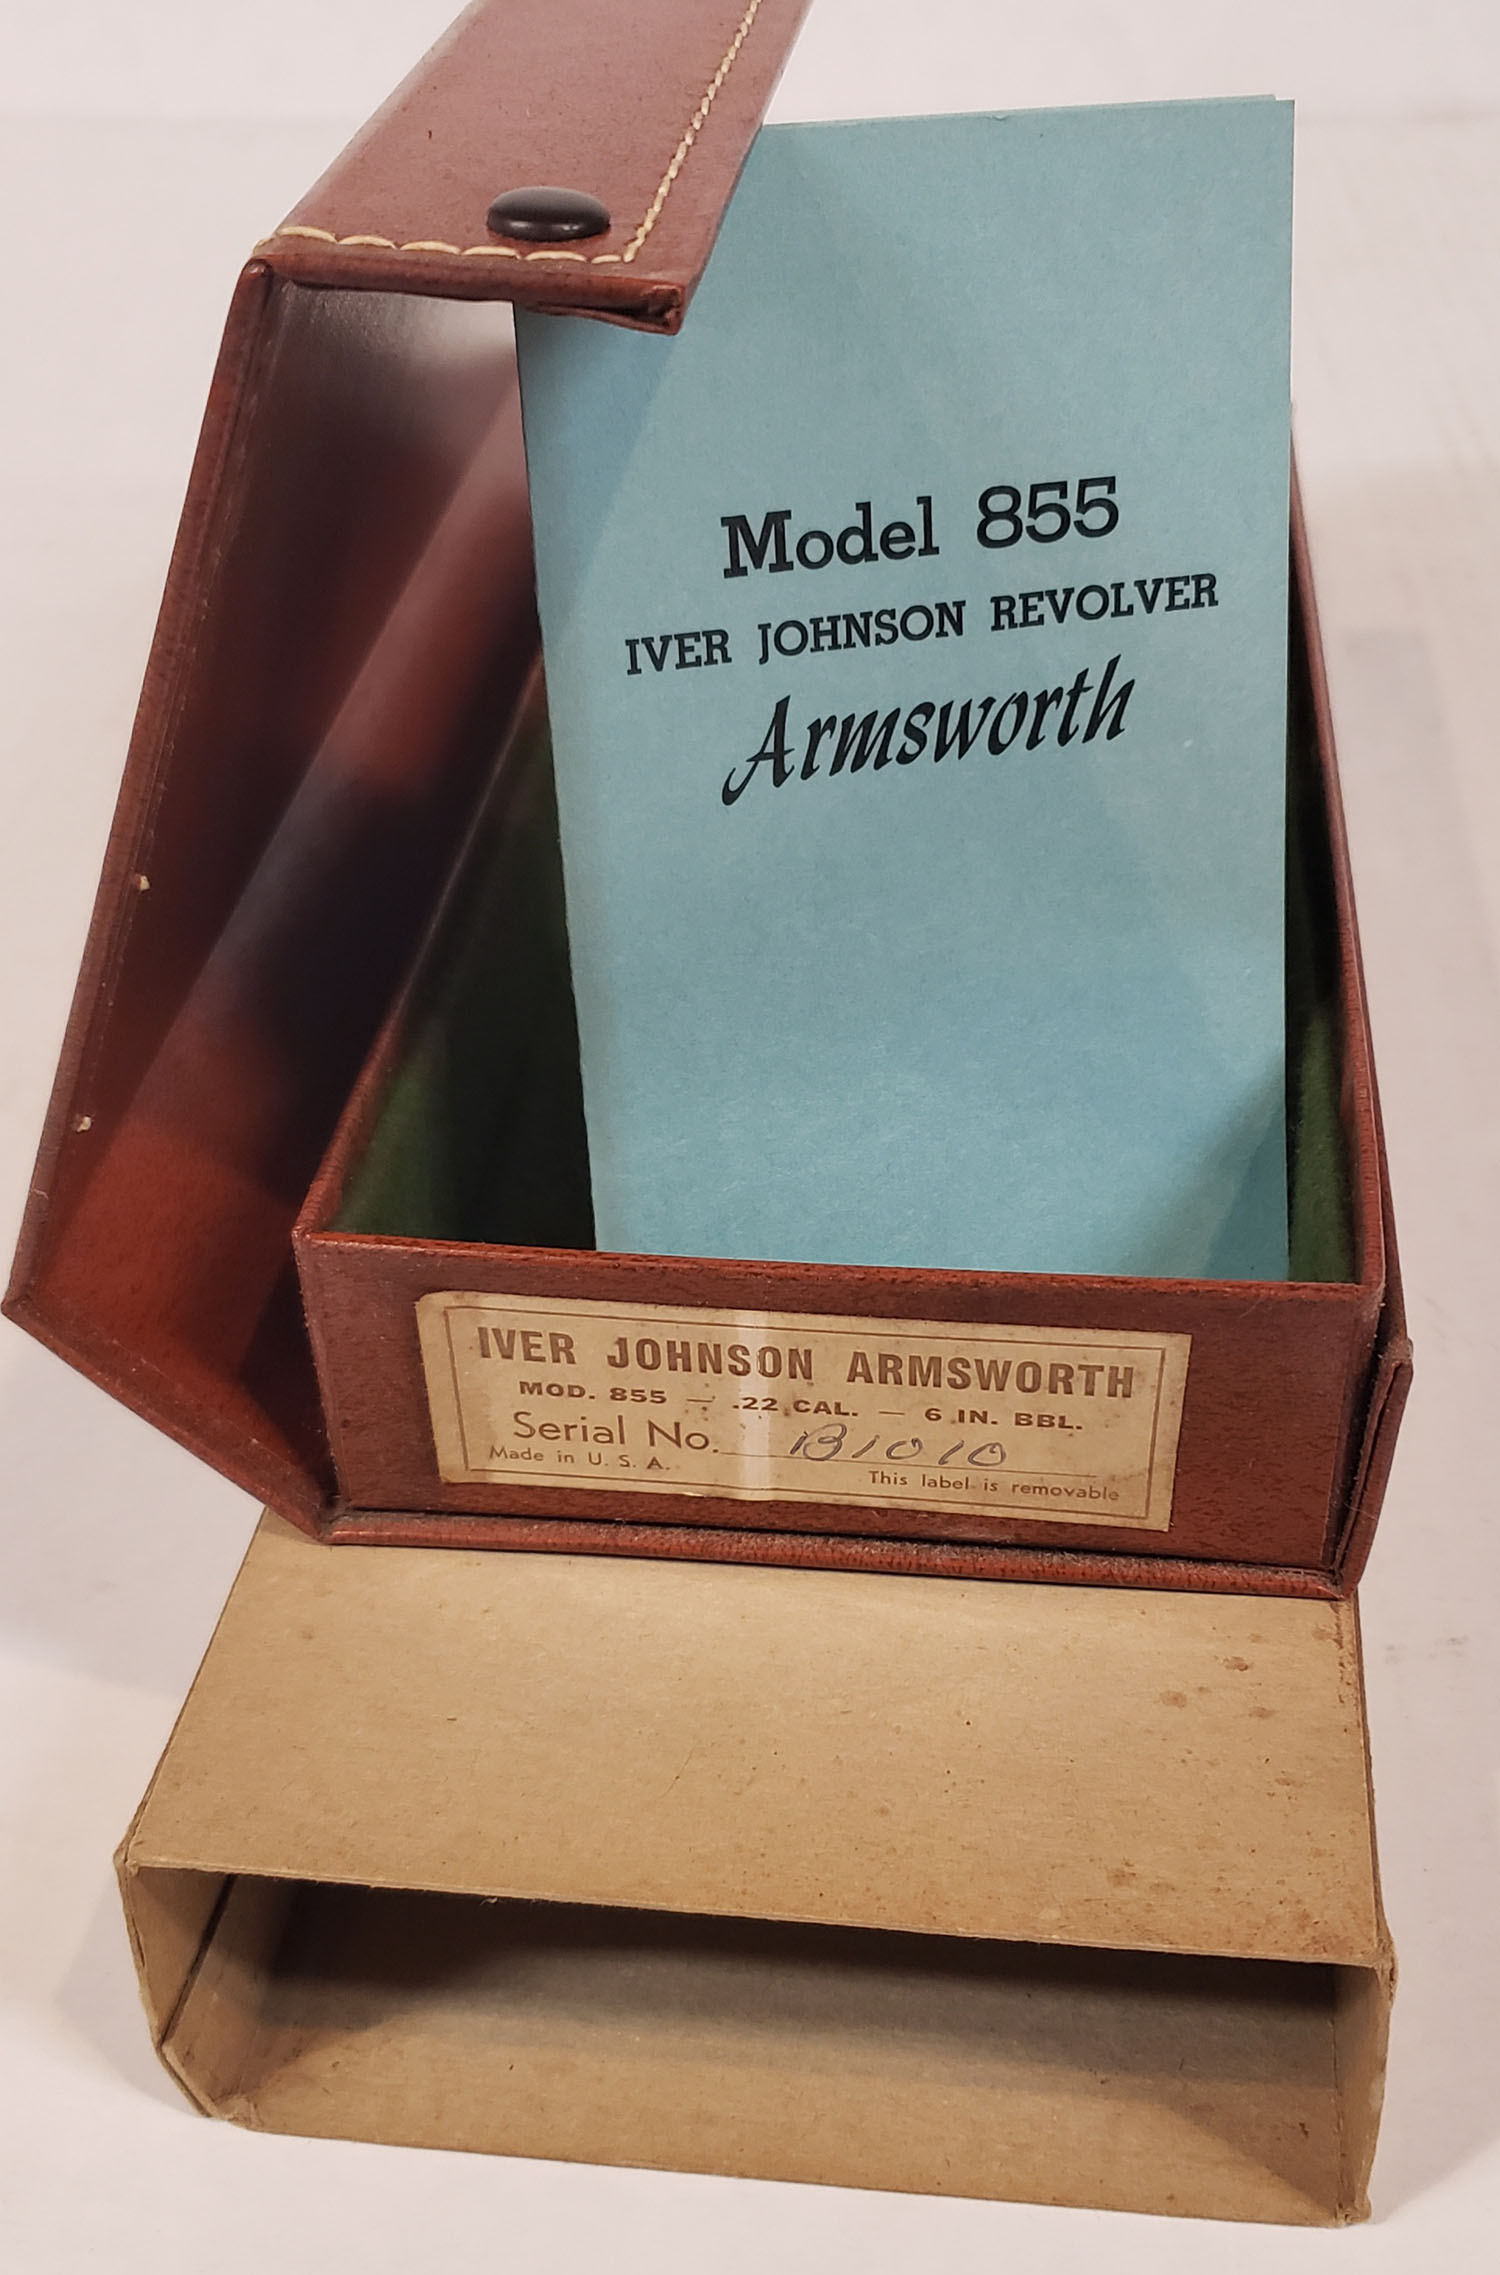 Model 855
IVER JOHNSON REVOLVER
Armsworth
IVER JOHNSON ARMSWORTH
MOD. 855 — .22 CAL. — 6 IN. BBL.
Serial No. B1010
Made in U. S. A.
This label is removable